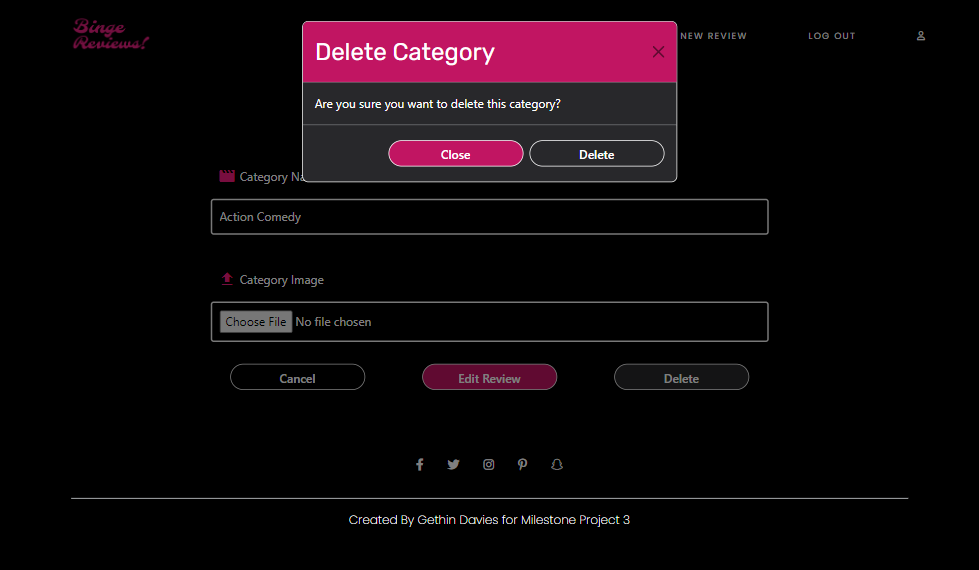 Binge
Reviews!
NEW REVIEW
LOG OUT
Delete Category
Are you sure you want to delete this category?
Close
Delete
Category Na
Action Comedy
Category Image
Choose File No file chosen
Cancel
Edit Review
Delete
Created By Gethin Davies for Milestone Project 3